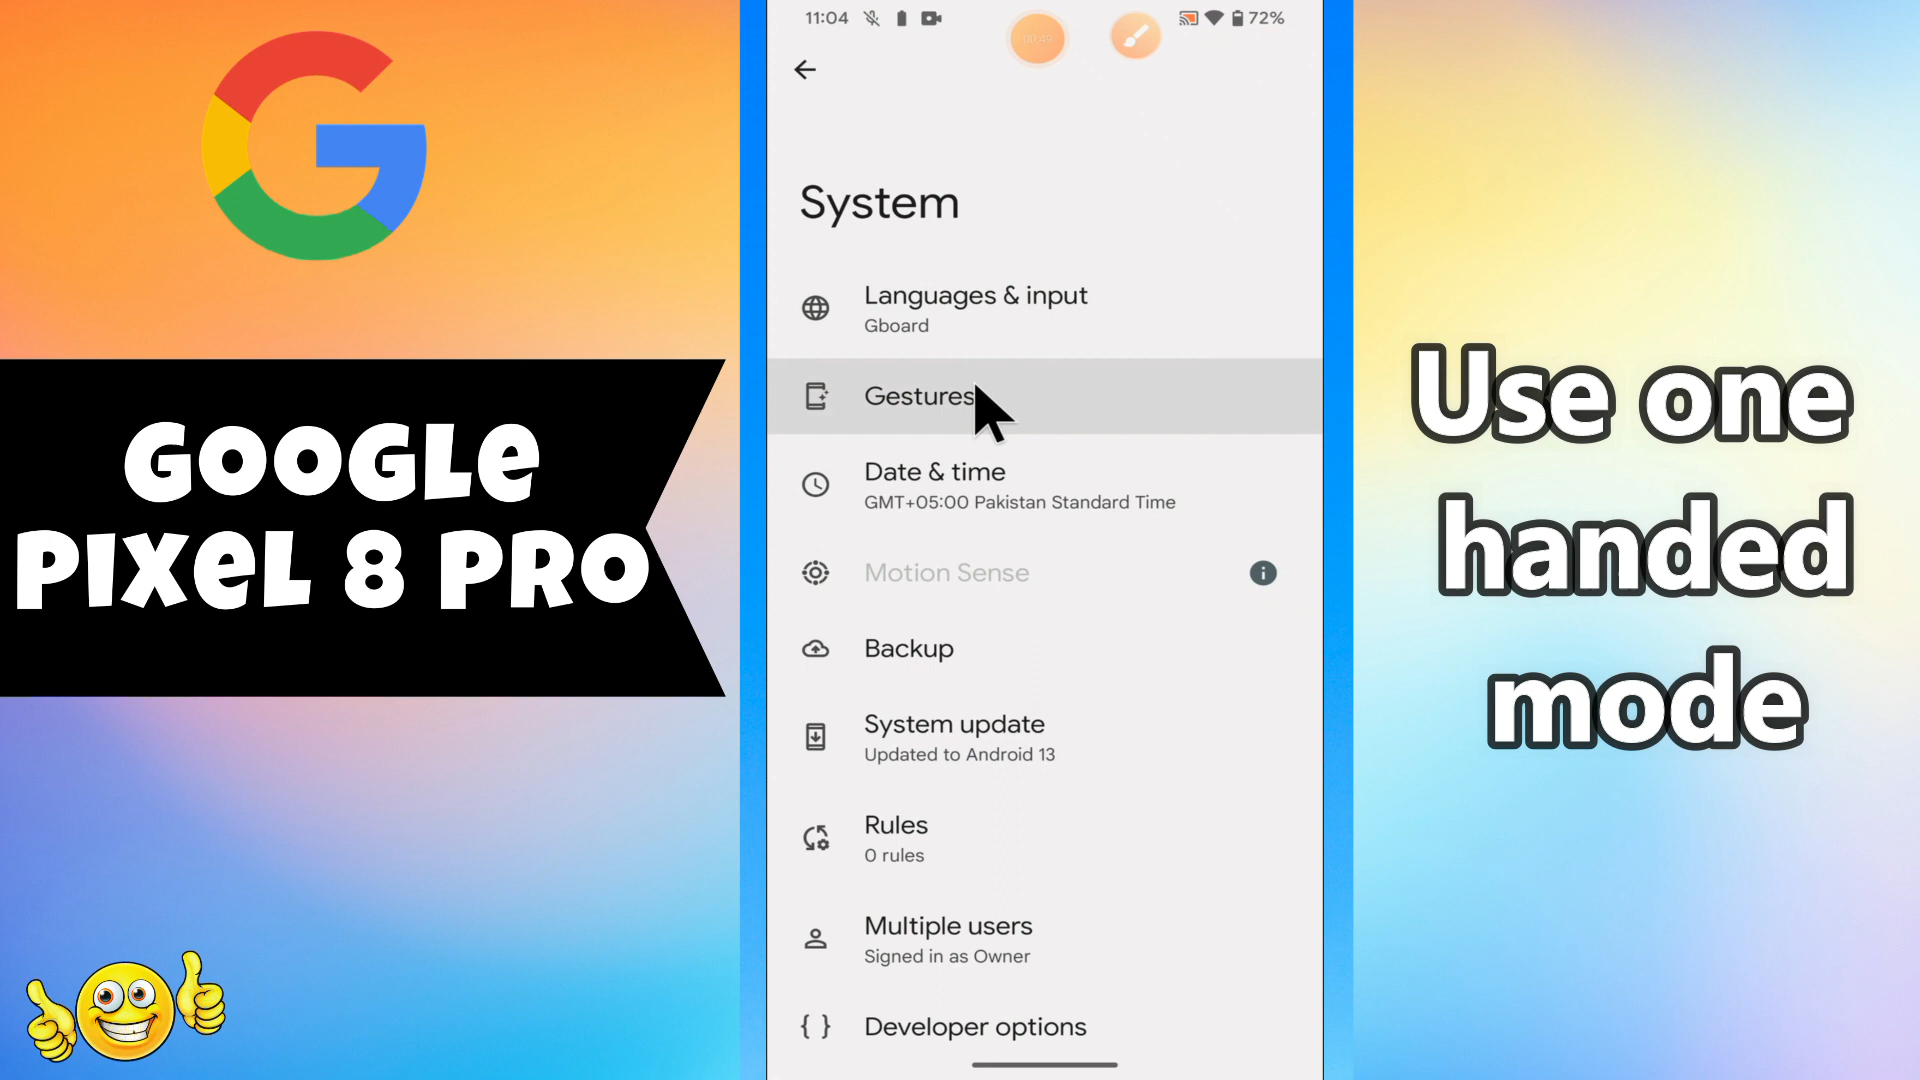 GOOGLE
PIXEL 8 PRO
11:04
72%
00:49
System
Languages & input
Gboard
Gestures
Date & time
GMT+05:00 Pakistan Standard Time
Motion Sense
Backup
System update
Updated to Android 13
Rules
0 rules
Multiple users
Signed in as Owner
Developer options
Use one
handed
mode